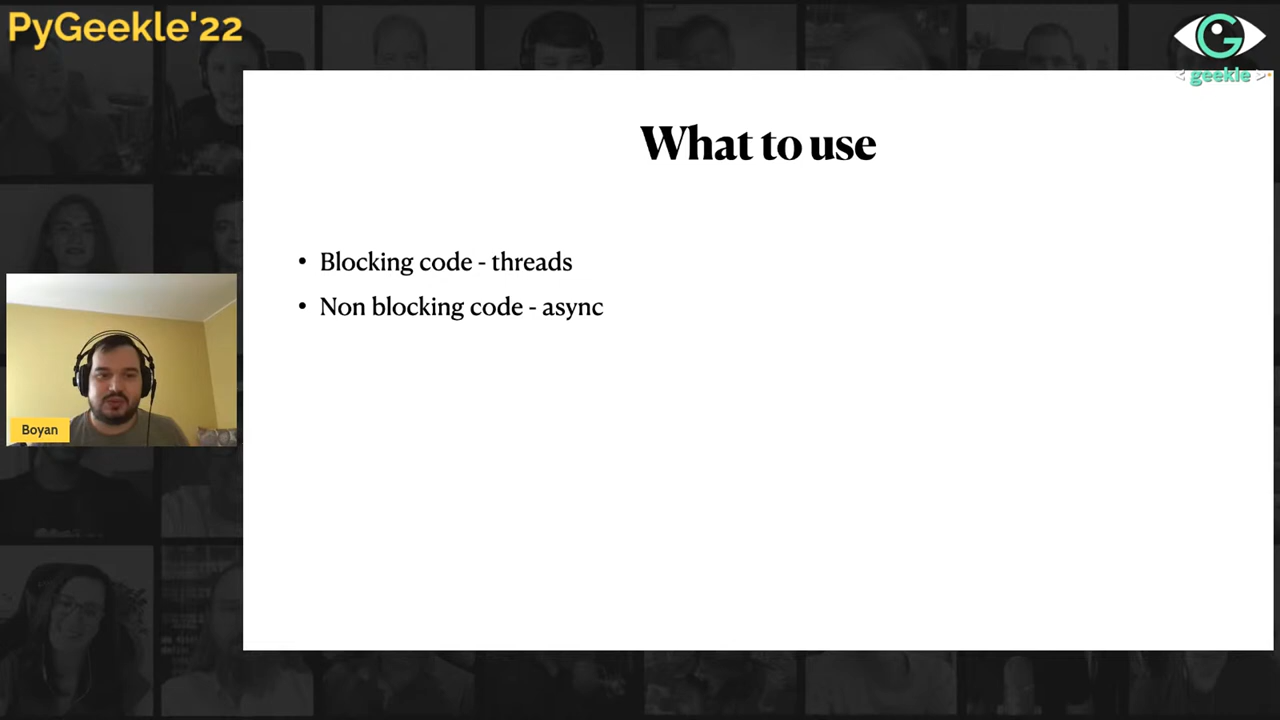 PyGeekle'22
< geekle >
What to use
• Blocking code - threads
• Non blocking code - async
Boyan